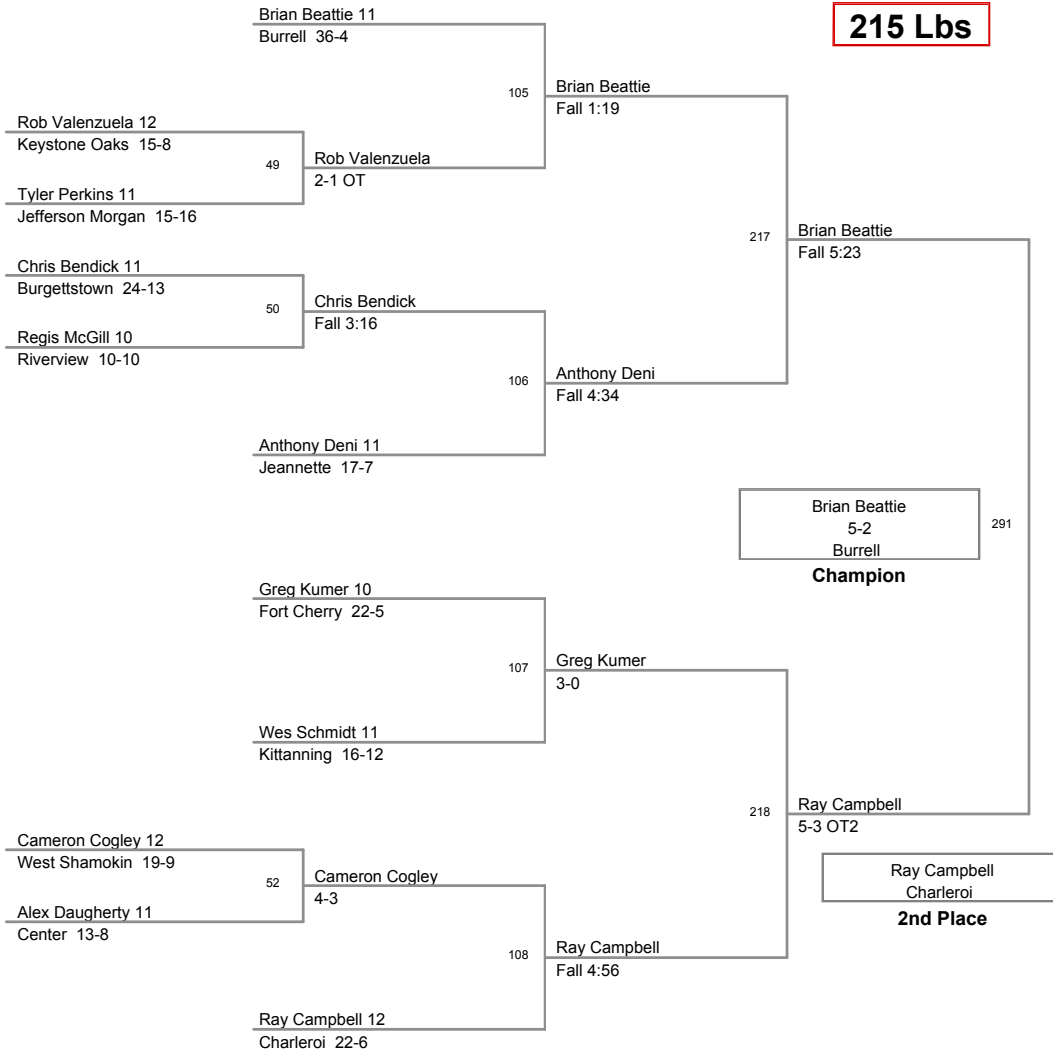 215 Lbs
Brian Beattie 11
Burrell 36-4
105
Brian Beattie
Fall 1:19
Rob Valenzuela 12
Keystone Oaks 15-8
49
Rob Valenzuela
2-1 OT
Tyler Perkins 11
Jefferson Morgan 15-16
217
Brian Beattie
Fall 5:23
Chris Bendick 11
Burgettstown 24-13
50
Chris Bendick
Fall 3:16
Regis McGill 10
Riverview 10-10
106
Anthony Deni
Fall 4:34
Anthony Deni 11
Jeannette 17-7
Brian Beattie
5-2
Burrell
291
Champion
Greg Kumer 10
Fort Cherry 22-5
107
Greg Kumer
3-0
Wes Schmidt 11
Kittanning 16-12
218
Ray Campbell
5-3 OT2
Cameron Cogley 12
West Shamokin 19-9
52
Cameron Cogley
4-3
Alex Daugherty 11
Center 13-8
Ray Campbell
Charleroi
2nd Place
108
Ray Campbell
Fall 4:56
Ray Campbell 12
Charleroi 22-6